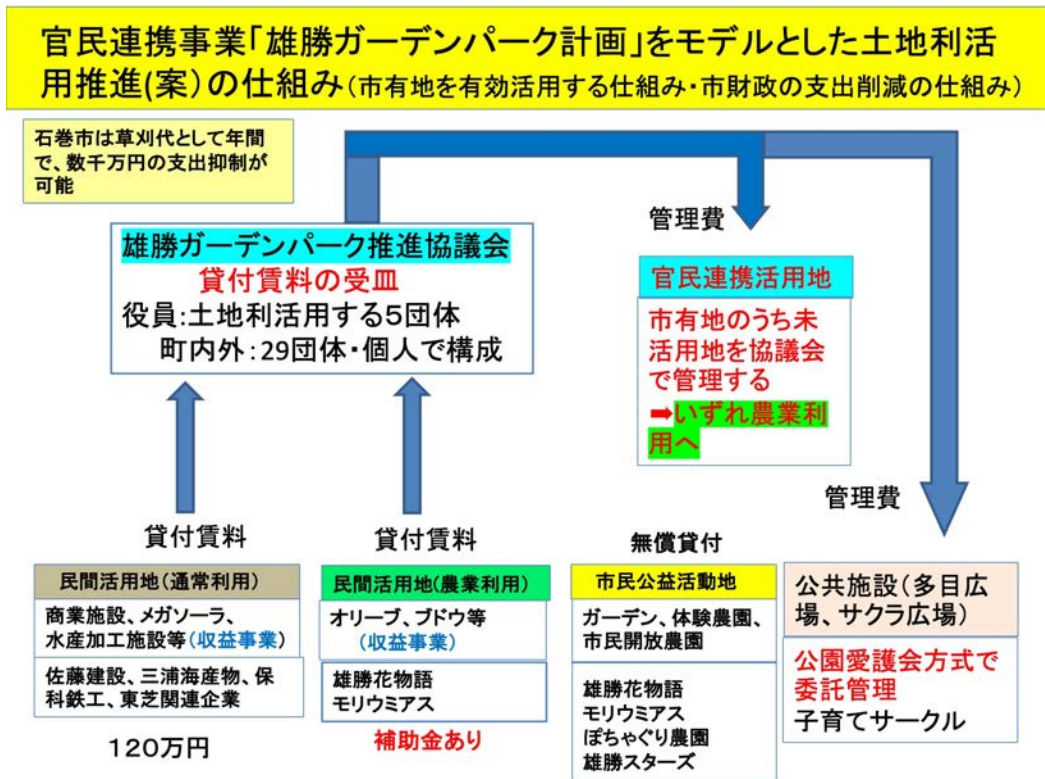 官民連携事業「雄勝ガーデンパーク計画」をモデルとした土地利活
用推進(案)の仕組み(市有地を有効活用する仕組み・市財政の支出削減の仕組み)
石巻市は草刈代として年間
で、数千万円の支出抑制が
可能
雄勝ガーデンパーク推進協議会
貸付賃料の受皿
役員:土地利活用する5団体
町内外:29団体・個人で構成
管理費
官民連携活用地
市有地のうち未
活用地を協議会
で管理する
➡いずれ農業利
用へ
管理費
貸付賃料
民間活用地(通常利用)
商業施設、メガソーラ、
水産加工施設等(収益事業)
佐藤建設、三浦海産物、保
科鉄工、東芝関連企業
120万円
貸付賃料
民間活用地(農業利用)
オリーブ、ブドウ等
(収益事業)
雄勝花物語
モリウミアス
補助金あり
無償貸付
市民公益活動地
ガーデン、体験農園、
市民開放農園
雄勝花物語
モリウミアス
ぽちゃぐり農園
雄勝スターズ
公共施設(多目広
場、サクラ広場)
公園愛護会方式で
委託管理
子育てサークル